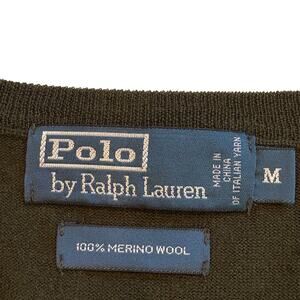 Polo
by Ralph Lauren
MADE IN
CHINA
OF ITALIAN YARN
M
100% MERINO WOOL